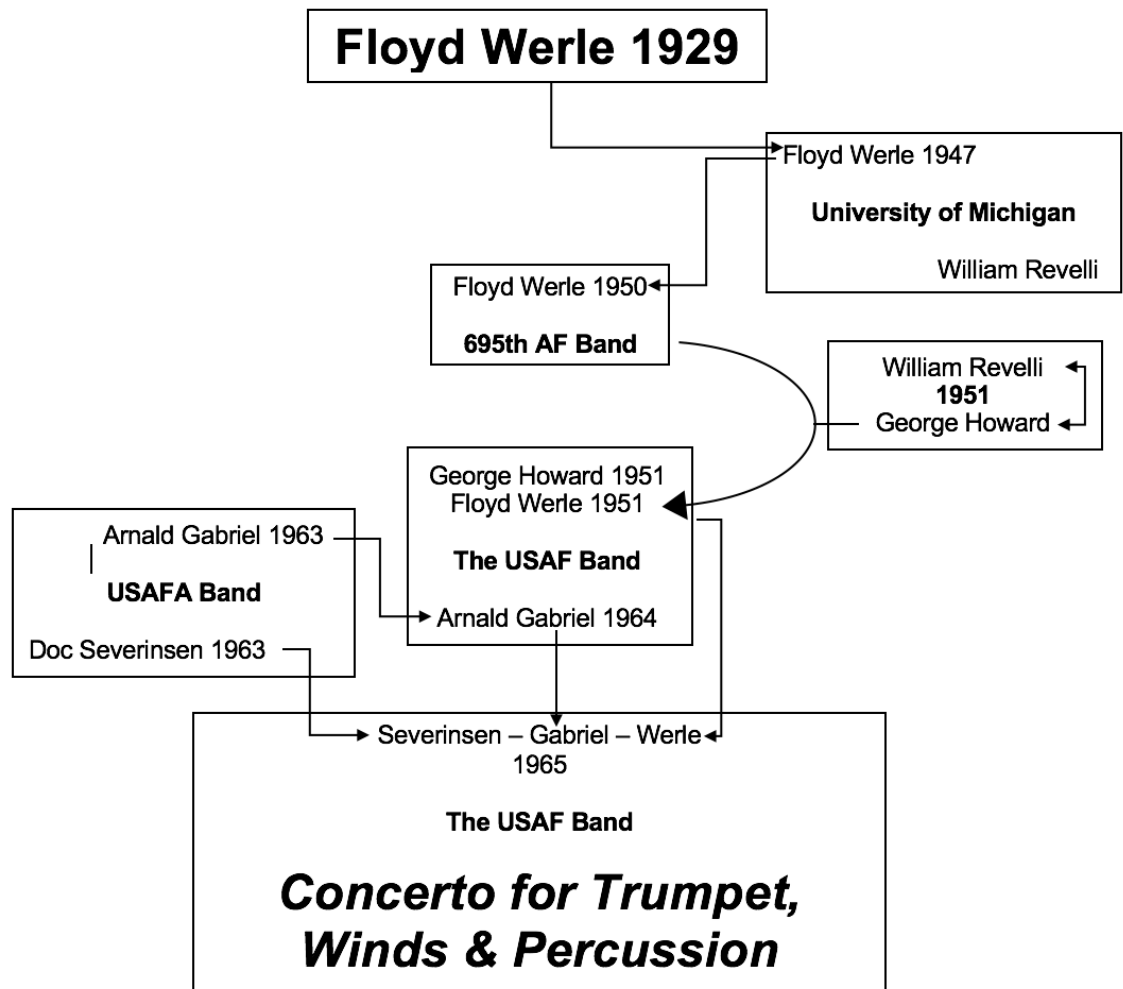 Floyd Werle 1929
Floyd Werle 1947
University of Michigan
William Revelli
Floyd Werle 1950
695th AF Band
William Revelli
1951
George Howard
George Howard 1951
Floyd Werle 1951
The USAF Band
Arnald Gabriel 1964
Arnald Gabriel 1963
USAFA Band
Doc Severinsen 1963
Severinsen – Gabriel – Werle
1965
The USAF Band
Concerto for Trumpet,
Winds & Percussion